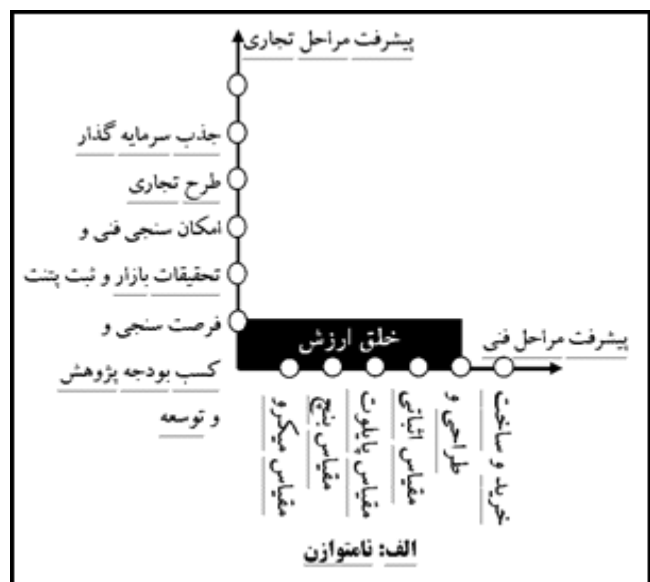 پیشرفت مراحل تجاری
جذب سرمایه گذار
طرح تجاری
امکان سنجی فنی و
تحقیقات بازار و ثبت پتنت
فرصت سنجی و
کسب بودجه پژوهش
و توسعه
خلق ارزش
پیشرفت مراحل فنی
مقیاس میکرو
مقیاس بنچ
مقیاس پایلوت
مقیاس اثباتی
طراحی و
خرید و ساخت
الف: نامتوازن